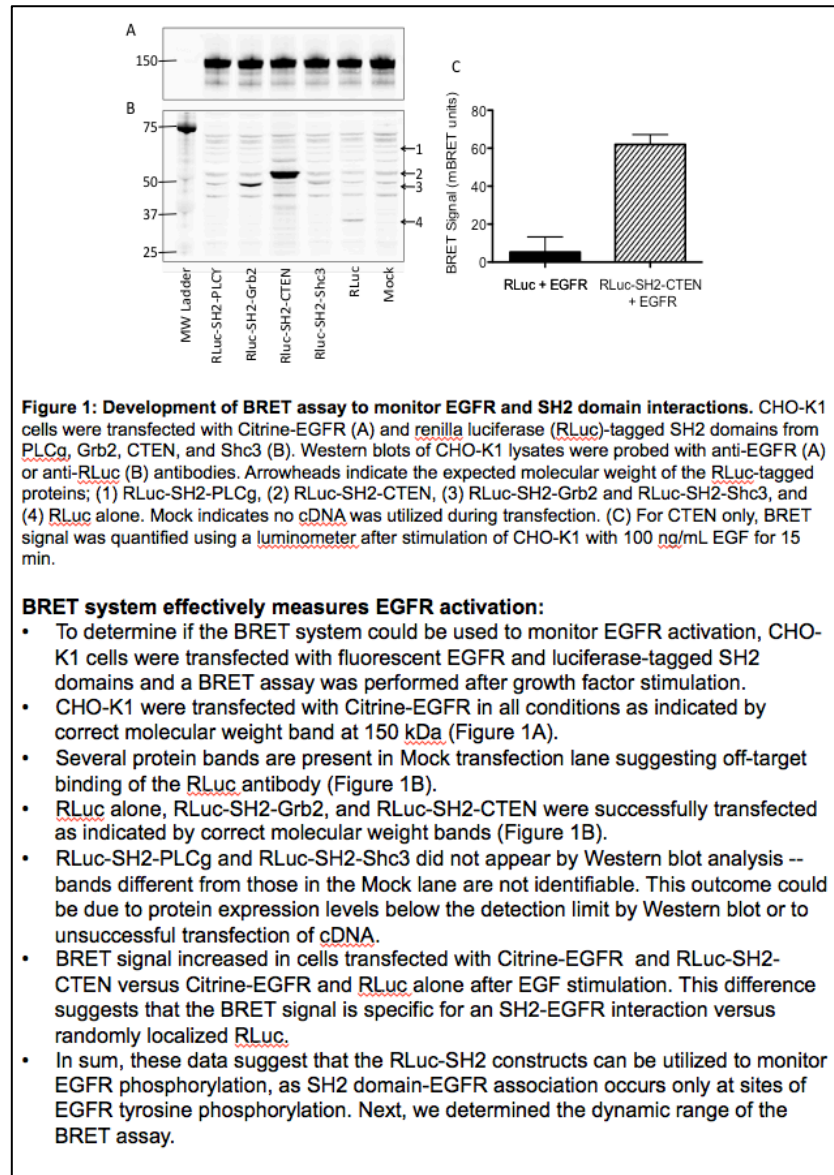 A
150
B
75
50
37
25
1
2
3
4
MW Ladder
RLuc-SH2-PLCY
Rluc-SH2-Grb2
Rluc-SH2-CTEN
RLuc-SH2-Shc3
RLuc
Mock
C
BRET Signal (mBRET units)
80
60
40
20
0
RLuc + EGFR
RLuc-SH2-CTEN
+ EGFR
Figure 1: Development of BRET assay to monitor EGFR and SH2 domain interactions. CHO-K1
cells were transfected with Citrine-EGFR (A) and renilla luciferase (RLuc)-tagged SH2 domains from
PLCg, Grb2, CTEN, and Shc3 (B). Western blots of CHO-K1 lysates were probed with anti-EGFR (A)
or anti-RLuc (B) antibodies. Arrowheads indicate the expected molecular weight of the RLuc-tagged
proteins; (1) RLuc-SH2-PLCg, (2) RLuc-SH2-CTEN, (3) RLuc-SH2-Grb2 and RLuc-SH2-Shc3, and
(4) RLuc alone. Mock indicates no cDNA was utilized during transfection. (C) For CTEN only, BRET
signal was quantified using a luminometer after stimulation of CHO-K1 with 100 ng/mL EGF for 15
min.
BRET system effectively measures EGFR activation:
• To determine if the BRET system could be used to monitor EGFR activation, CHO-
K1 cells were transfected with fluorescent EGFR and luciferase-tagged SH2
domains and a BRET assay was performed after growth factor stimulation.
• CHO-K1 were transfected with Citrine-EGFR in all conditions as indicated by
correct molecular weight band at 150 kDa (Figure 1A).
• Several protein bands are present in Mock transfection lane suggesting off-target
binding of the RLuc antibody (Figure 1B).
• RLuc alone, RLuc-SH2-Grb2, and RLuc-SH2-CTEN were successfully transfected
as indicated by correct molecular weight bands (Figure 1B).
• RLuc-SH2-PLCg and RLuc-SH2-Shc3 did not appear by Western blot analysis --
bands different from those in the Mock lane are not identifiable. This outcome could
be due to protein expression levels below the detection limit by Western blot or to
unsuccessful transfection of cDNA.
• BRET signal increased in cells transfected with Citrine-EGFR and RLuc-SH2-
CTEN versus Citrine-EGFR and RLuc alone after EGF stimulation. This difference
suggests that the BRET signal is specific for an SH2-EGFR interaction versus
randomly localized RLuc.
• In sum, these data suggest that the RLuc-SH2 constructs can be utilized to monitor
EGFR phosphorylation, as SH2 domain-EGFR association occurs only at sites of
EGFR tyrosine phosphorylation. Next, we determined the dynamic range of the
BRET assay.